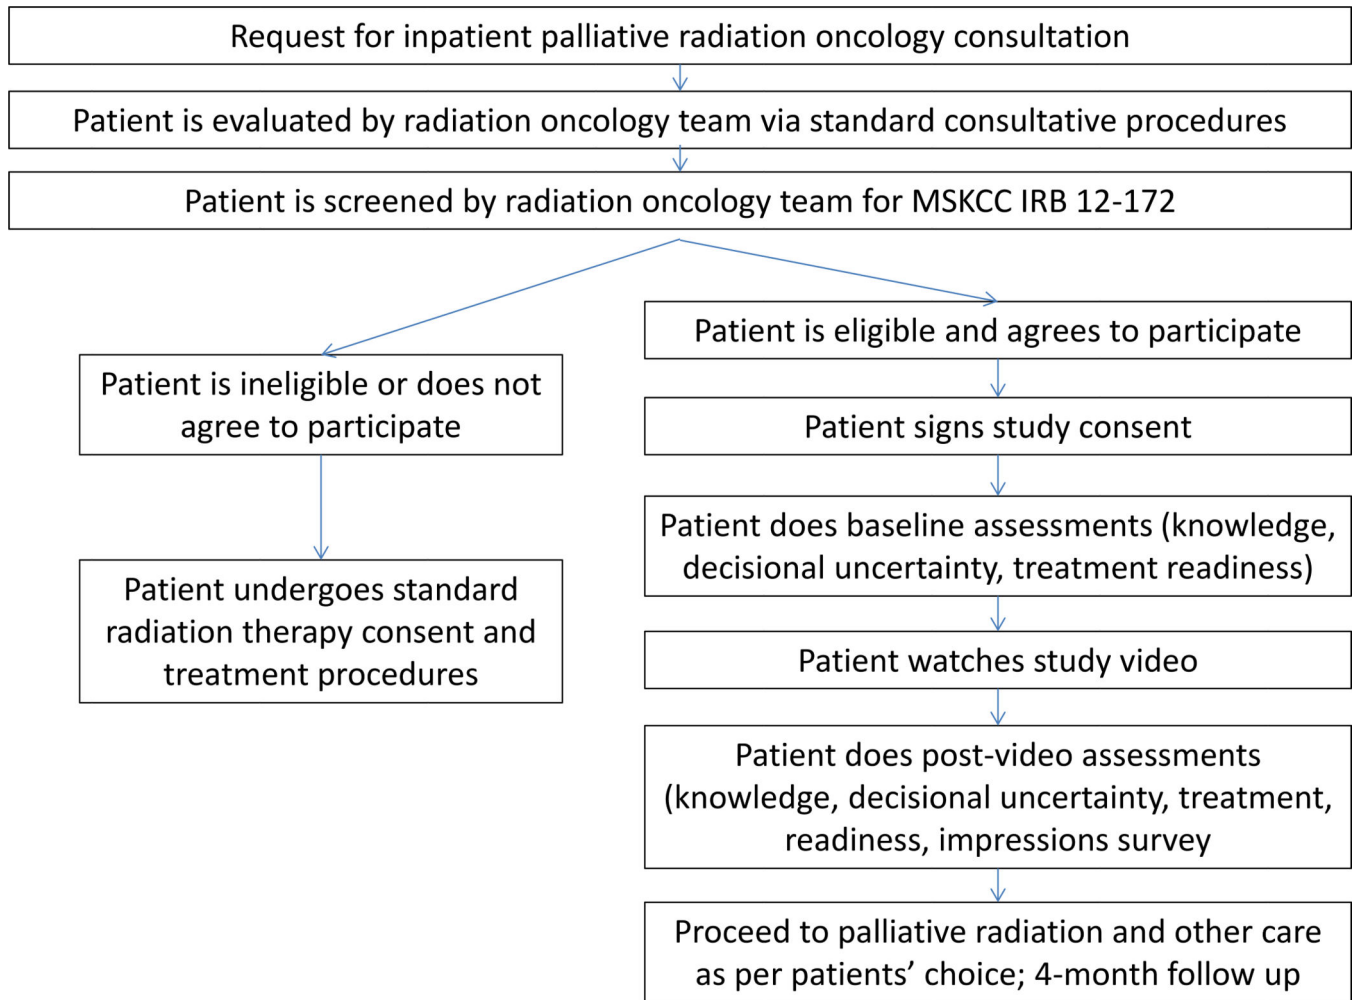 Request for inpatient palliative radiation oncology consultation
Patient is evaluated by radiation oncology team via standard consultative procedures
Patient is screened by radiation oncology team for MSKCC IRB 12-172
Patient is ineligible or does not
agree to participate
Patient undergoes standard
radiation therapy consent and
treatment procedures
Patient is eligible and agrees to participate
Patient signs study consent
Patient does baseline assessments (knowledge,
decisional uncertainty, treatment readiness)
Patient watches study video
Patient does post-video assessments
(knowledge, decisional uncertainty, treatment,
readiness, impressions survey
Proceed to palliative radiation and other care
as per patients’ choice; 4-month follow up